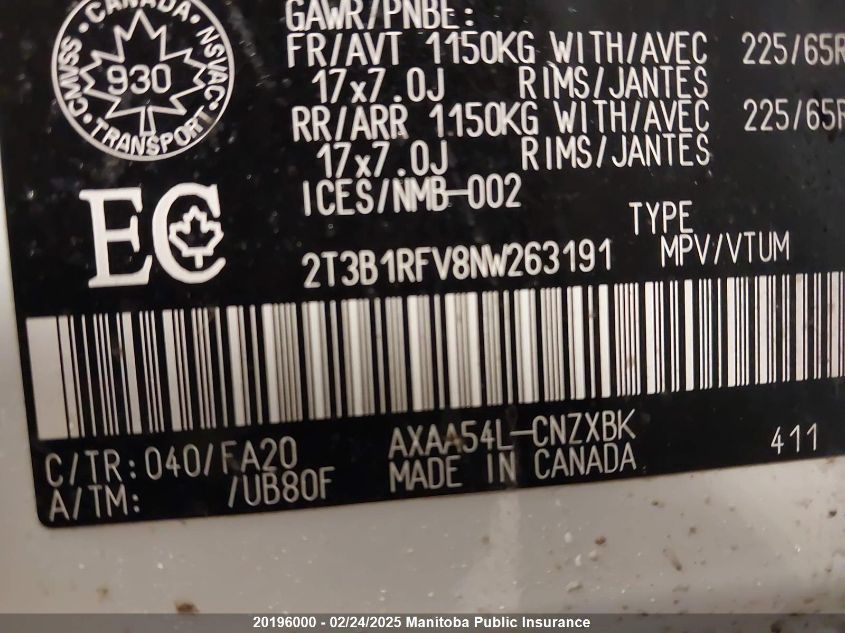 CANADA
CMVSS NSVAC
930
TRANSPORT
GAWR/PNBE:
FR/AVT 1150KG WITH/AVEC 225/65R
17x7.0J RIMS/JANTES
RR/ARR 1150KG WITH/AVEC 225/65R
17x7.0J RIMS/JANTES
ICES/NMB-002
EC
TYPE
2T3B1RFV8NW263191 MPV/VTUM
C/TR: 040/FA20 AXAA54L-CNZXBK 411
A/TM: /UB80F MADE IN CANADA
20196000 - 02/24/2025 Manitoba Public Insurance